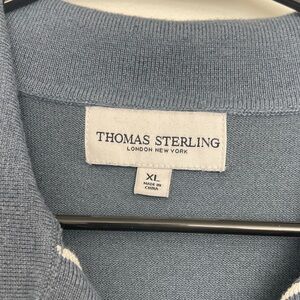 THOMAS STERLING
LONDON NEW YORK
XL
MADE IN
CHINA